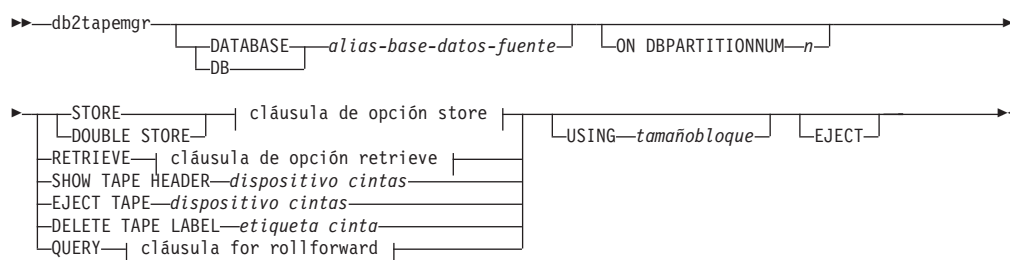 db2tapemgr
DATABASE alias-base-datos-fuente ON DBPARTITIONNUM n
DB
STORE cláusula de opción store
DOUBLE STORE USING tamañobloque EJECT
RETRIEVE cláusula de opción retrieve
SHOW TAPE HEADER dispositivo cintas
EJECT TAPE dispositivo cintas
DELETE TAPE LABEL etiqueta cinta
QUERY cláusula for rollforward